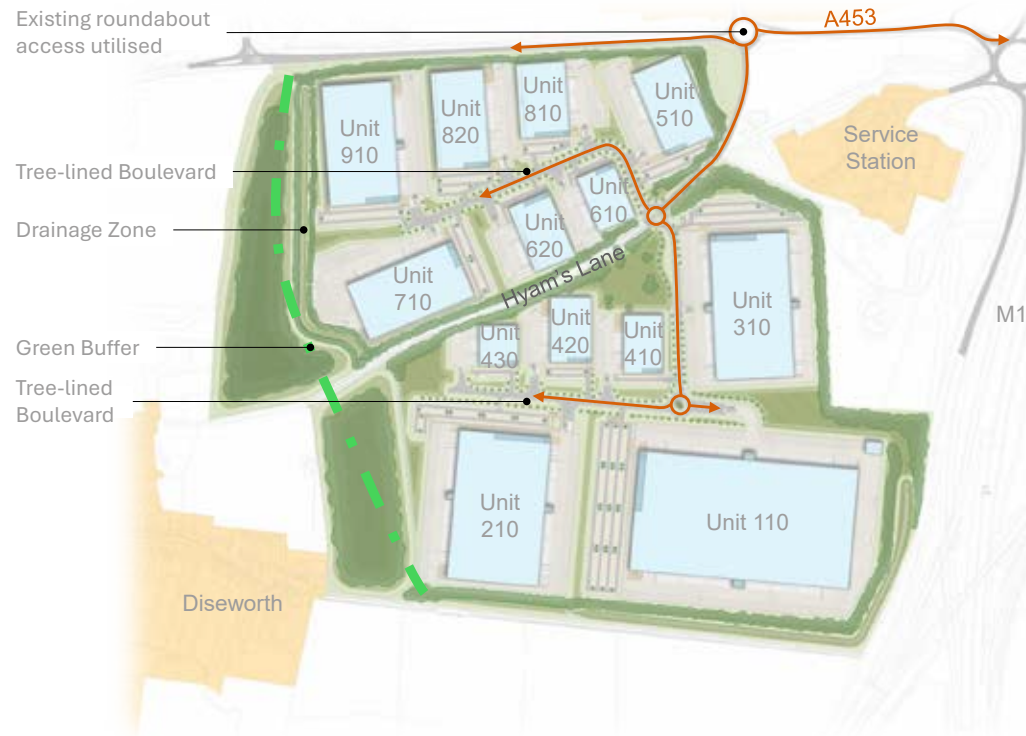 Existing roundabout
access utilised
A453
Unit
910
Unit
820
Unit
810
Unit
510
Service
Station
Tree-lined Boulevard
Unit
610
Unit
620
Drainage Zone
Hyam's Lane
Unit
710
Unit
310
M1
Unit
430
Unit
420
Unit
410
Green Buffer
Tree-lined
Boulevard
Unit
210
Unit 110
Diseworth